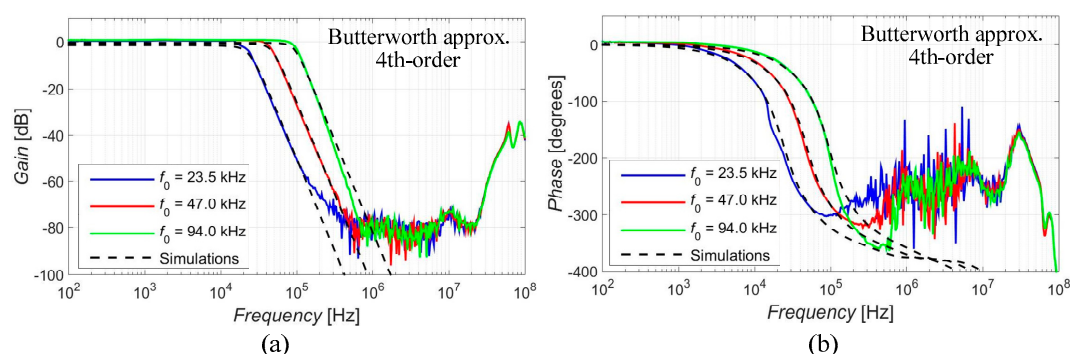 Butterworth approx.
4th-order
Gain [dB]
0
-20
-40
-60
-80
-100
f0 = 23.5 kHz
f0 = 47.0 kHz
f0 = 94.0 kHz
Simulations
10^2 10^3 10^4 10^5 10^6 10^7 10^8
Frequency [Hz]
(a)
Butterworth approx.
4th-order
Phase [degrees]
0
-100
-200
-300
-400
f0 = 23.5 kHz
f0 = 47.0 kHz
f0 = 94.0 kHz
Simulations
10^2 10^3 10^4 10^5 10^6 10^7 10^8
Frequency [Hz]
(b)